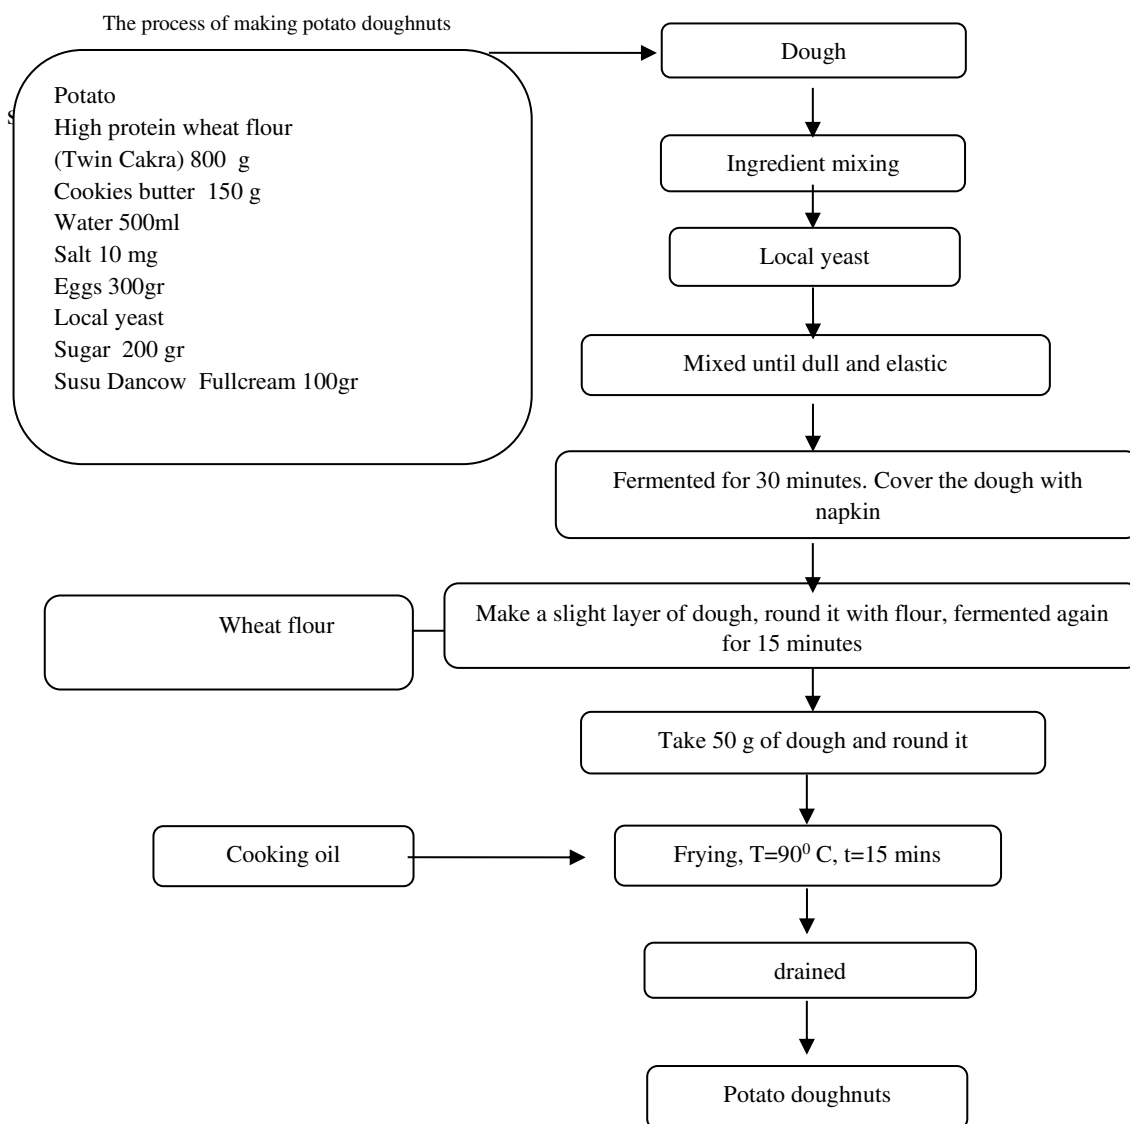 The process of making potato doughnuts
Potato
High protein wheat flour
(Twin Cakra) 800 g
Cookies butter 150 g
Water 500ml
Salt 10 mg
Eggs 300gr
Local yeast
Sugar 200 gr
Susu Dancow Fullcream 100gr
Dough
Ingredient mixing
Local yeast
Mixed until dull and elastic
Fermented for 30 minutes. Cover the dough with
napkin
Wheat flour
Make a slight layer of dough, round it with flour, fermented again
for 15 minutes
Take 50 g of dough and round it
Cooking oil
Frying, T=90⁰ C, t=15 mins
drained
Potato doughnuts